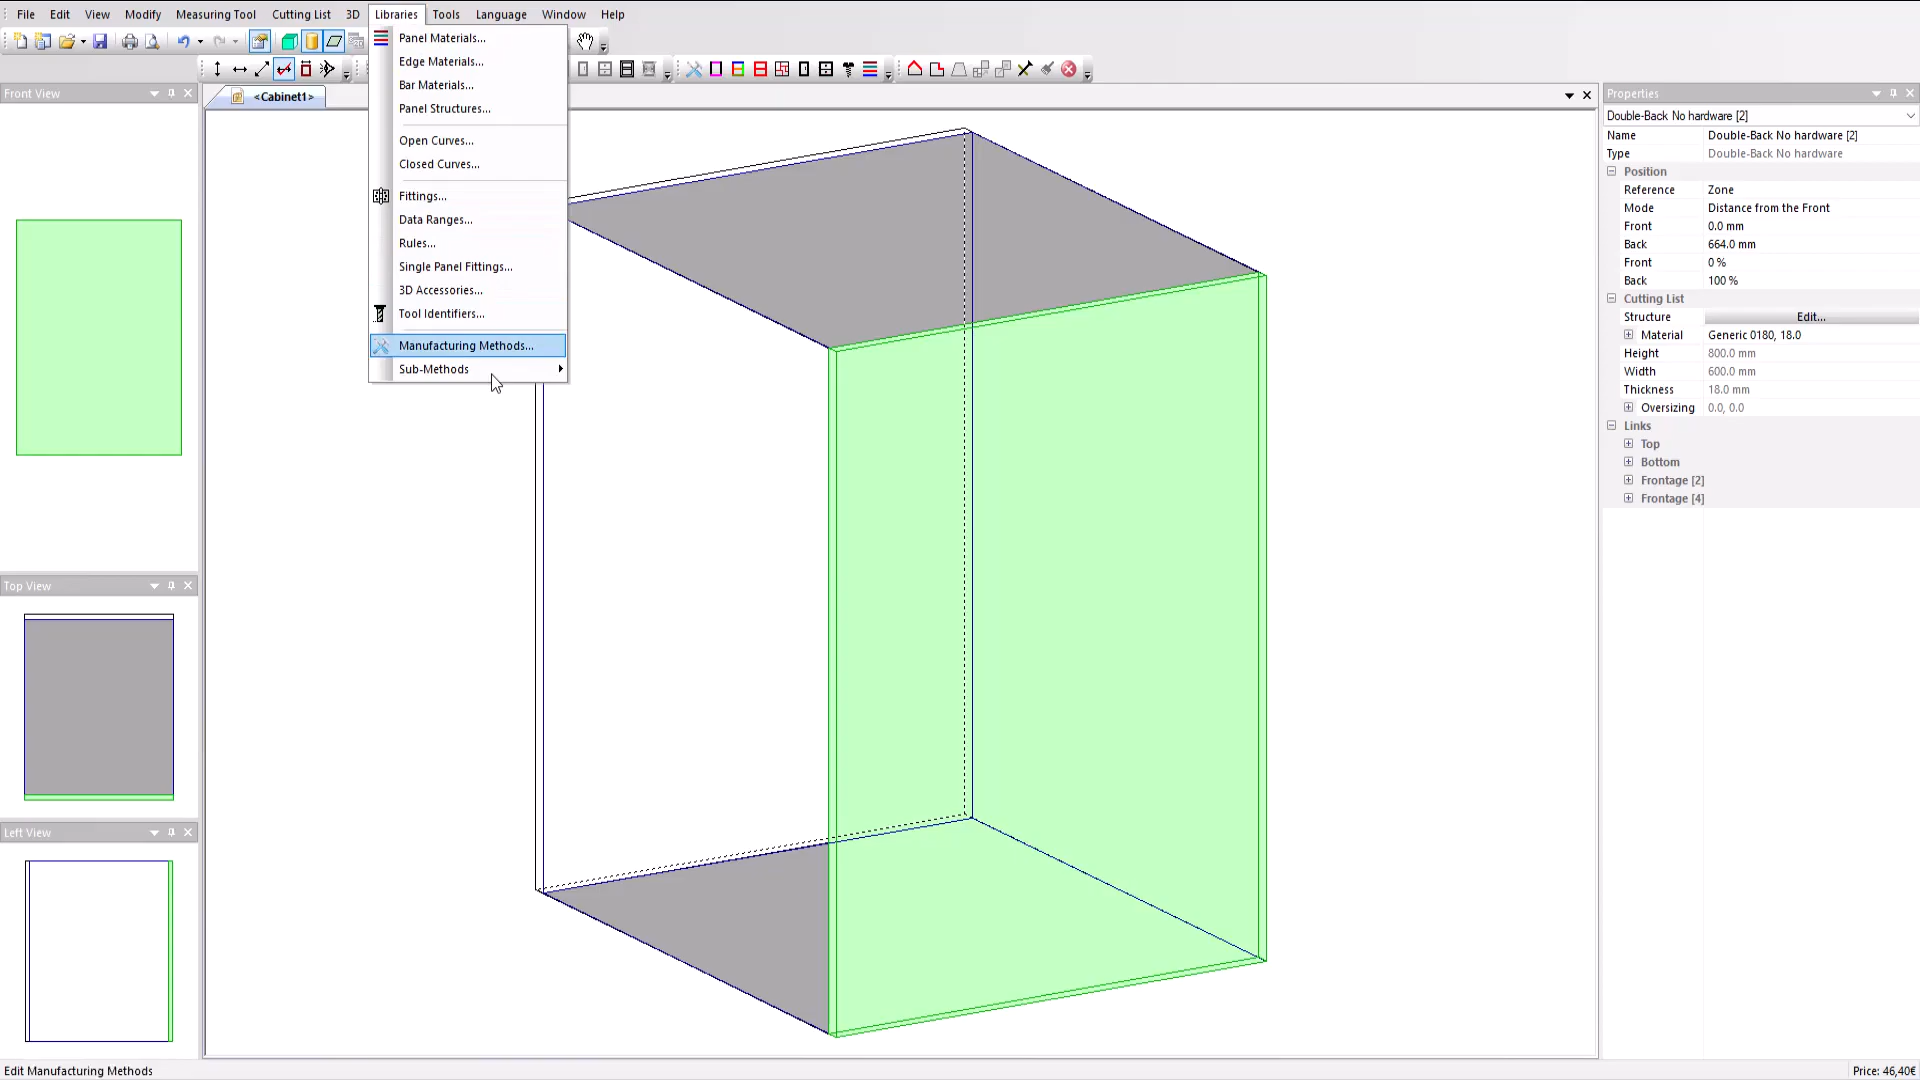 File Edit View Modify Measuring Tool Cutting List 3D Libraries Tools Language Window Help
Panel Materials...
Edge Materials...
Bar Materials...
Panel Structures...
Open Curves...
Closed Curves...
Fittings...
Data Ranges...
Rules...
Single Panel Fittings...
3D Accessories...
Tool Identifiers...
Manufacturing Methods...
Sub-Methods
Front View
<Cabinet1>
Top View
Left View
Properties
Double-Back No hardware [2]
Name Double-Back No hardware [2]
Type Double-Back No hardware
Position
Reference Zone
Mode Distance from the Front
Front 0.0 mm
Back 664.0 mm
Front 0 %
Back 100 %
Cutting List
Structure Edit...
Material Generic 0180, 18.0
Height 800.0 mm
Width 600.0 mm
Thickness 18.0 mm
Oversizing 0.0, 0.0
Links
Top
Bottom
Frontage [2]
Frontage [4]
Edit Manufacturing Methods
Price: 46,40€